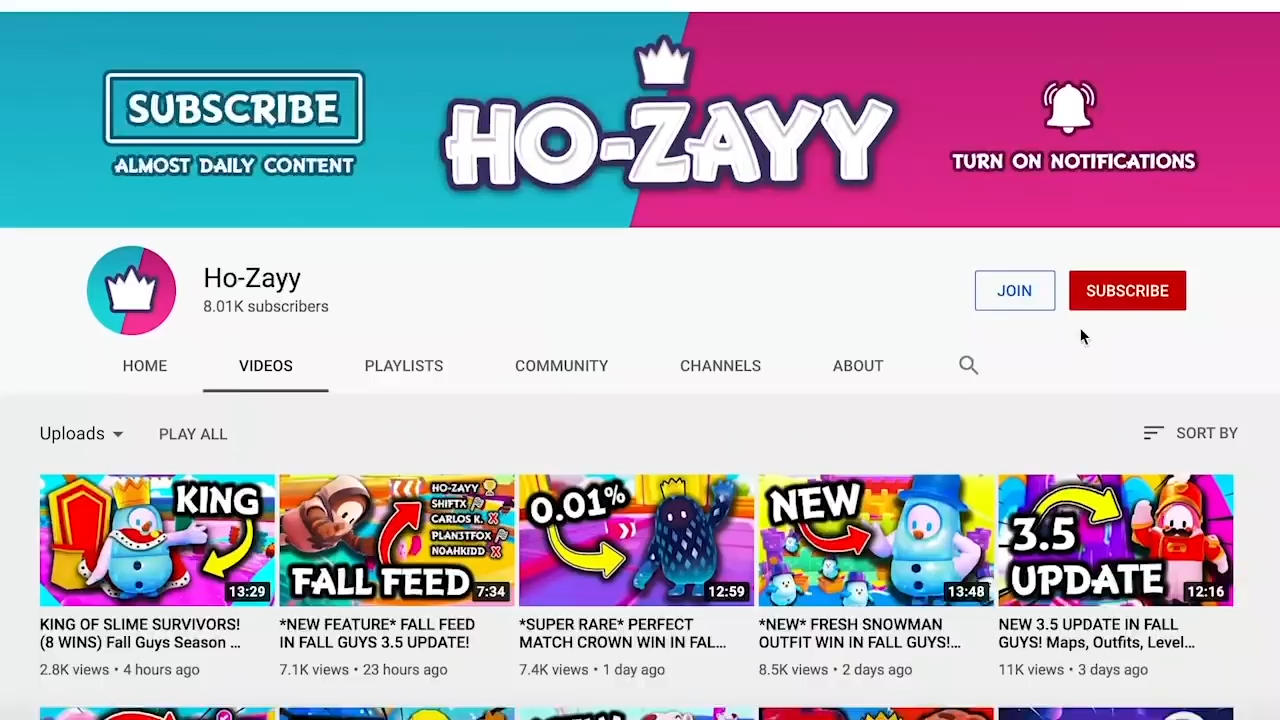 SUBSCRIBE
ALMOST DAILY CONTENT
HO-ZAYY
TURN ON NOTIFICATIONS
Ho-Zayy
8.01K subscribers
JOIN
SUBSCRIBE
HOME
VIDEOS
PLAYLISTS
COMMUNITY
CHANNELS
ABOUT
Uploads
PLAY ALL
SORT BY
KING
13:29
HO-ZAYY
SHIFTX
CARLOS K.
PLAN3TFOX
NOAHKIDD
FALL FEED
7:34
0.01%
12:59
NEW
13:48
3.5
UPDATE
12:16
KING OF SLIME SURVIVORS!
(8 WINS) Fall Guys Season ...
2.8K views • 4 hours ago
*NEW FEATURE* FALL FEED
IN FALL GUYS 3.5 UPDATE!
7.1K views • 23 hours ago
*SUPER RARE* PERFECT
MATCH CROWN WIN IN FAL...
7.4K views • 1 day ago
*NEW* FRESH SNOWMAN
OUTFIT WIN IN FALL GUYS!...
8.5K views • 2 days ago
NEW 3.5 UPDATE IN FALL
GUYS! Maps, Outfits, Level...
11K views • 3 days ago